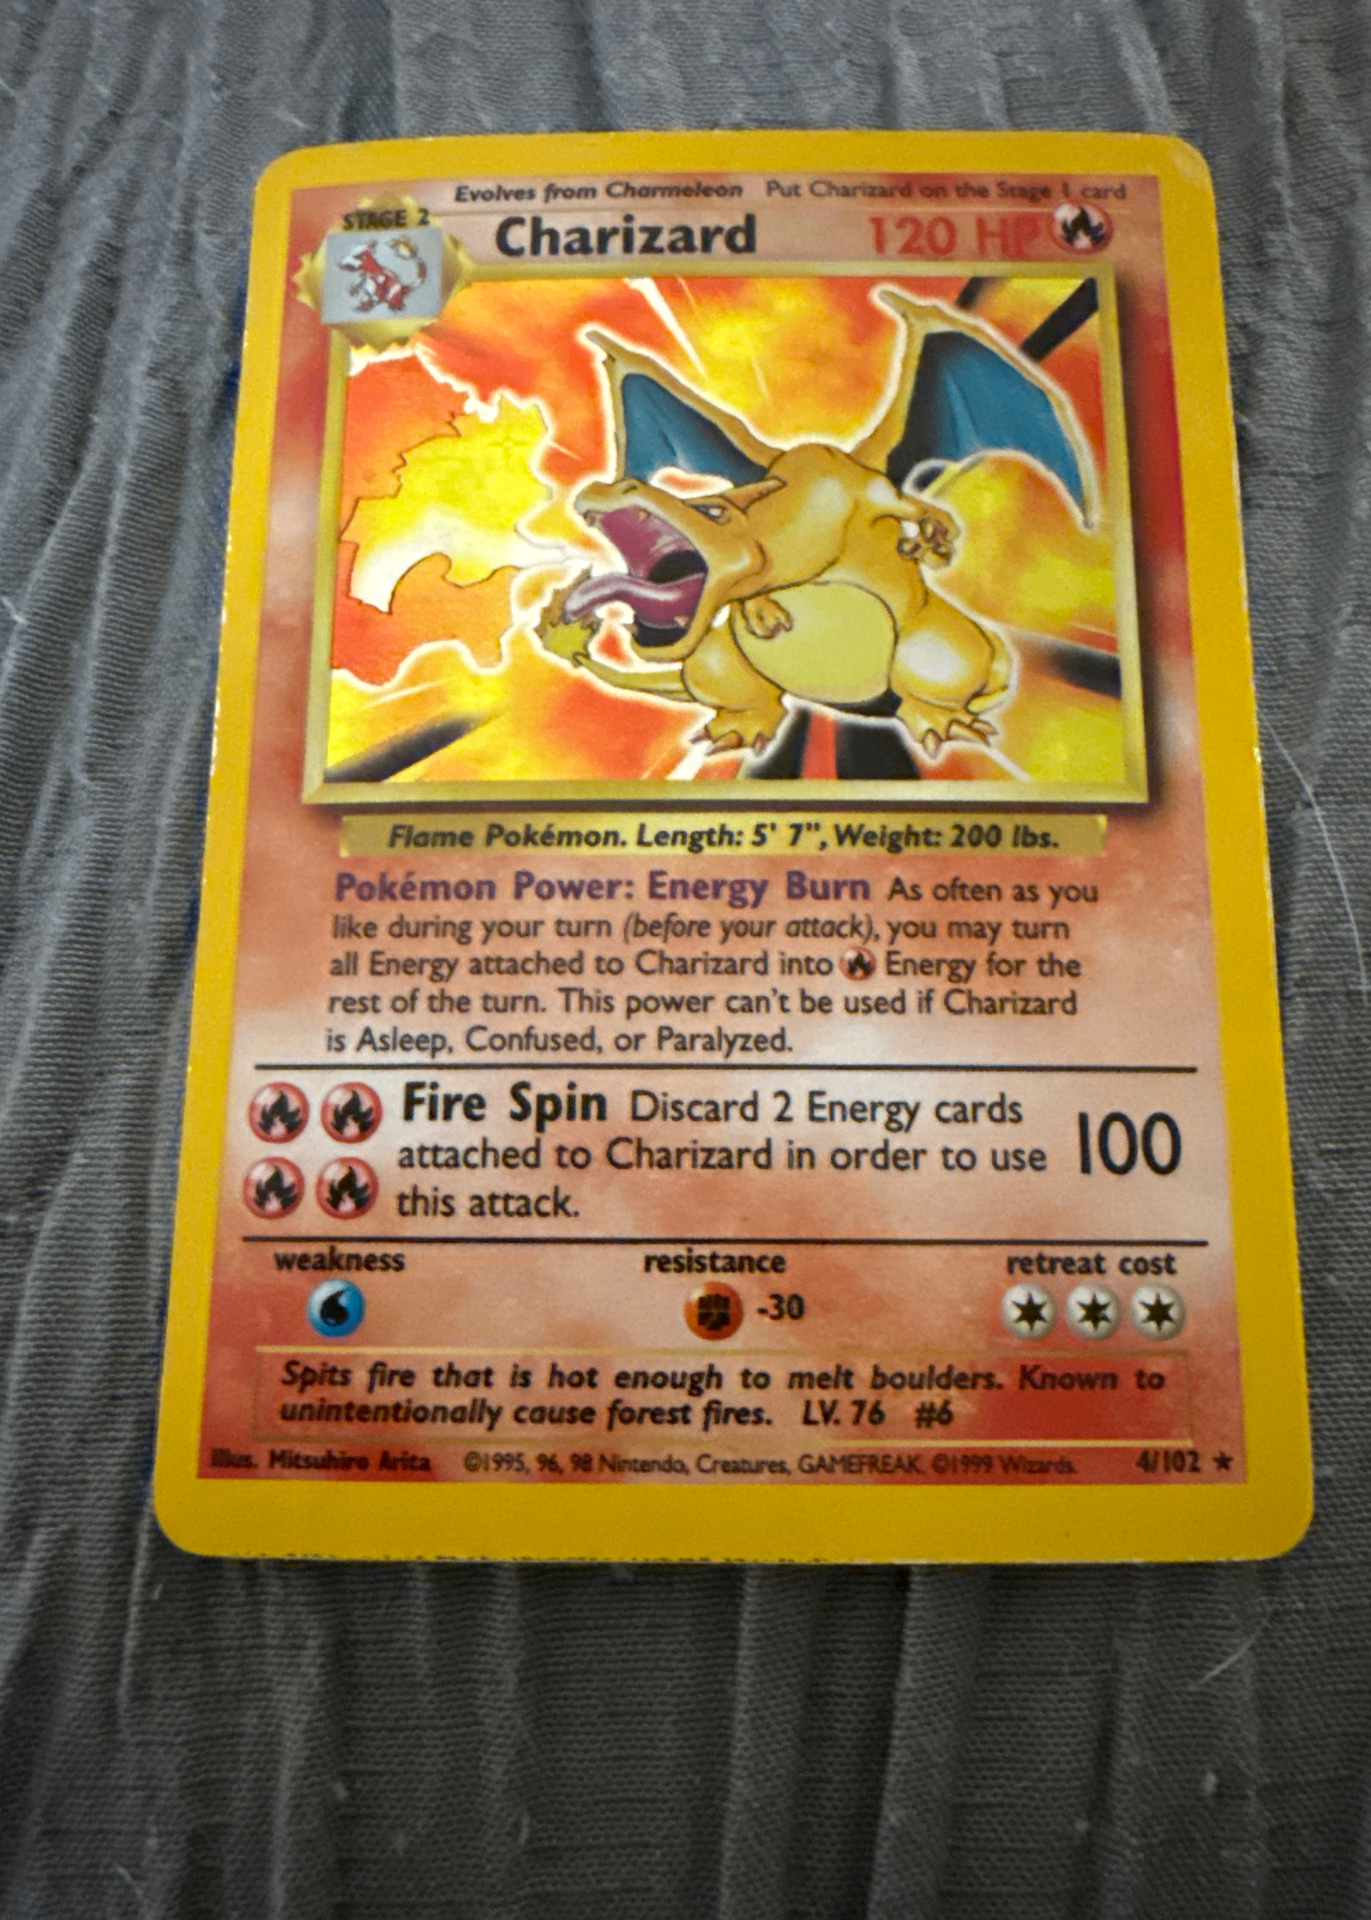 Evolves from Charmeleon Put Charizard on the Stage 1 card
STAGE 2
Charizard 120 HP
Flame Pokémon. Length: 5' 7", Weight: 200 lbs.
Pokémon Power: Energy Burn As often as you
like during your turn (before your attack), you may turn
all Energy attached to Charizard into Energy for the
rest of the turn. This power can't be used if Charizard
is Asleep, Confused, or Paralyzed.
Fire Spin Discard 2 Energy cards
attached to Charizard in order to use
this attack.
100
weakness resistance retreat cost
-30
Spits fire that is hot enough to melt boulders. Known to
unintentionally cause forest fires. LV. 76 #6
Illus. Mitsuhiro Arita ©1995, 96, 98 Nintendo, Creatures, GAMEFREAK. ©1999 Wizards. 4/102 ★